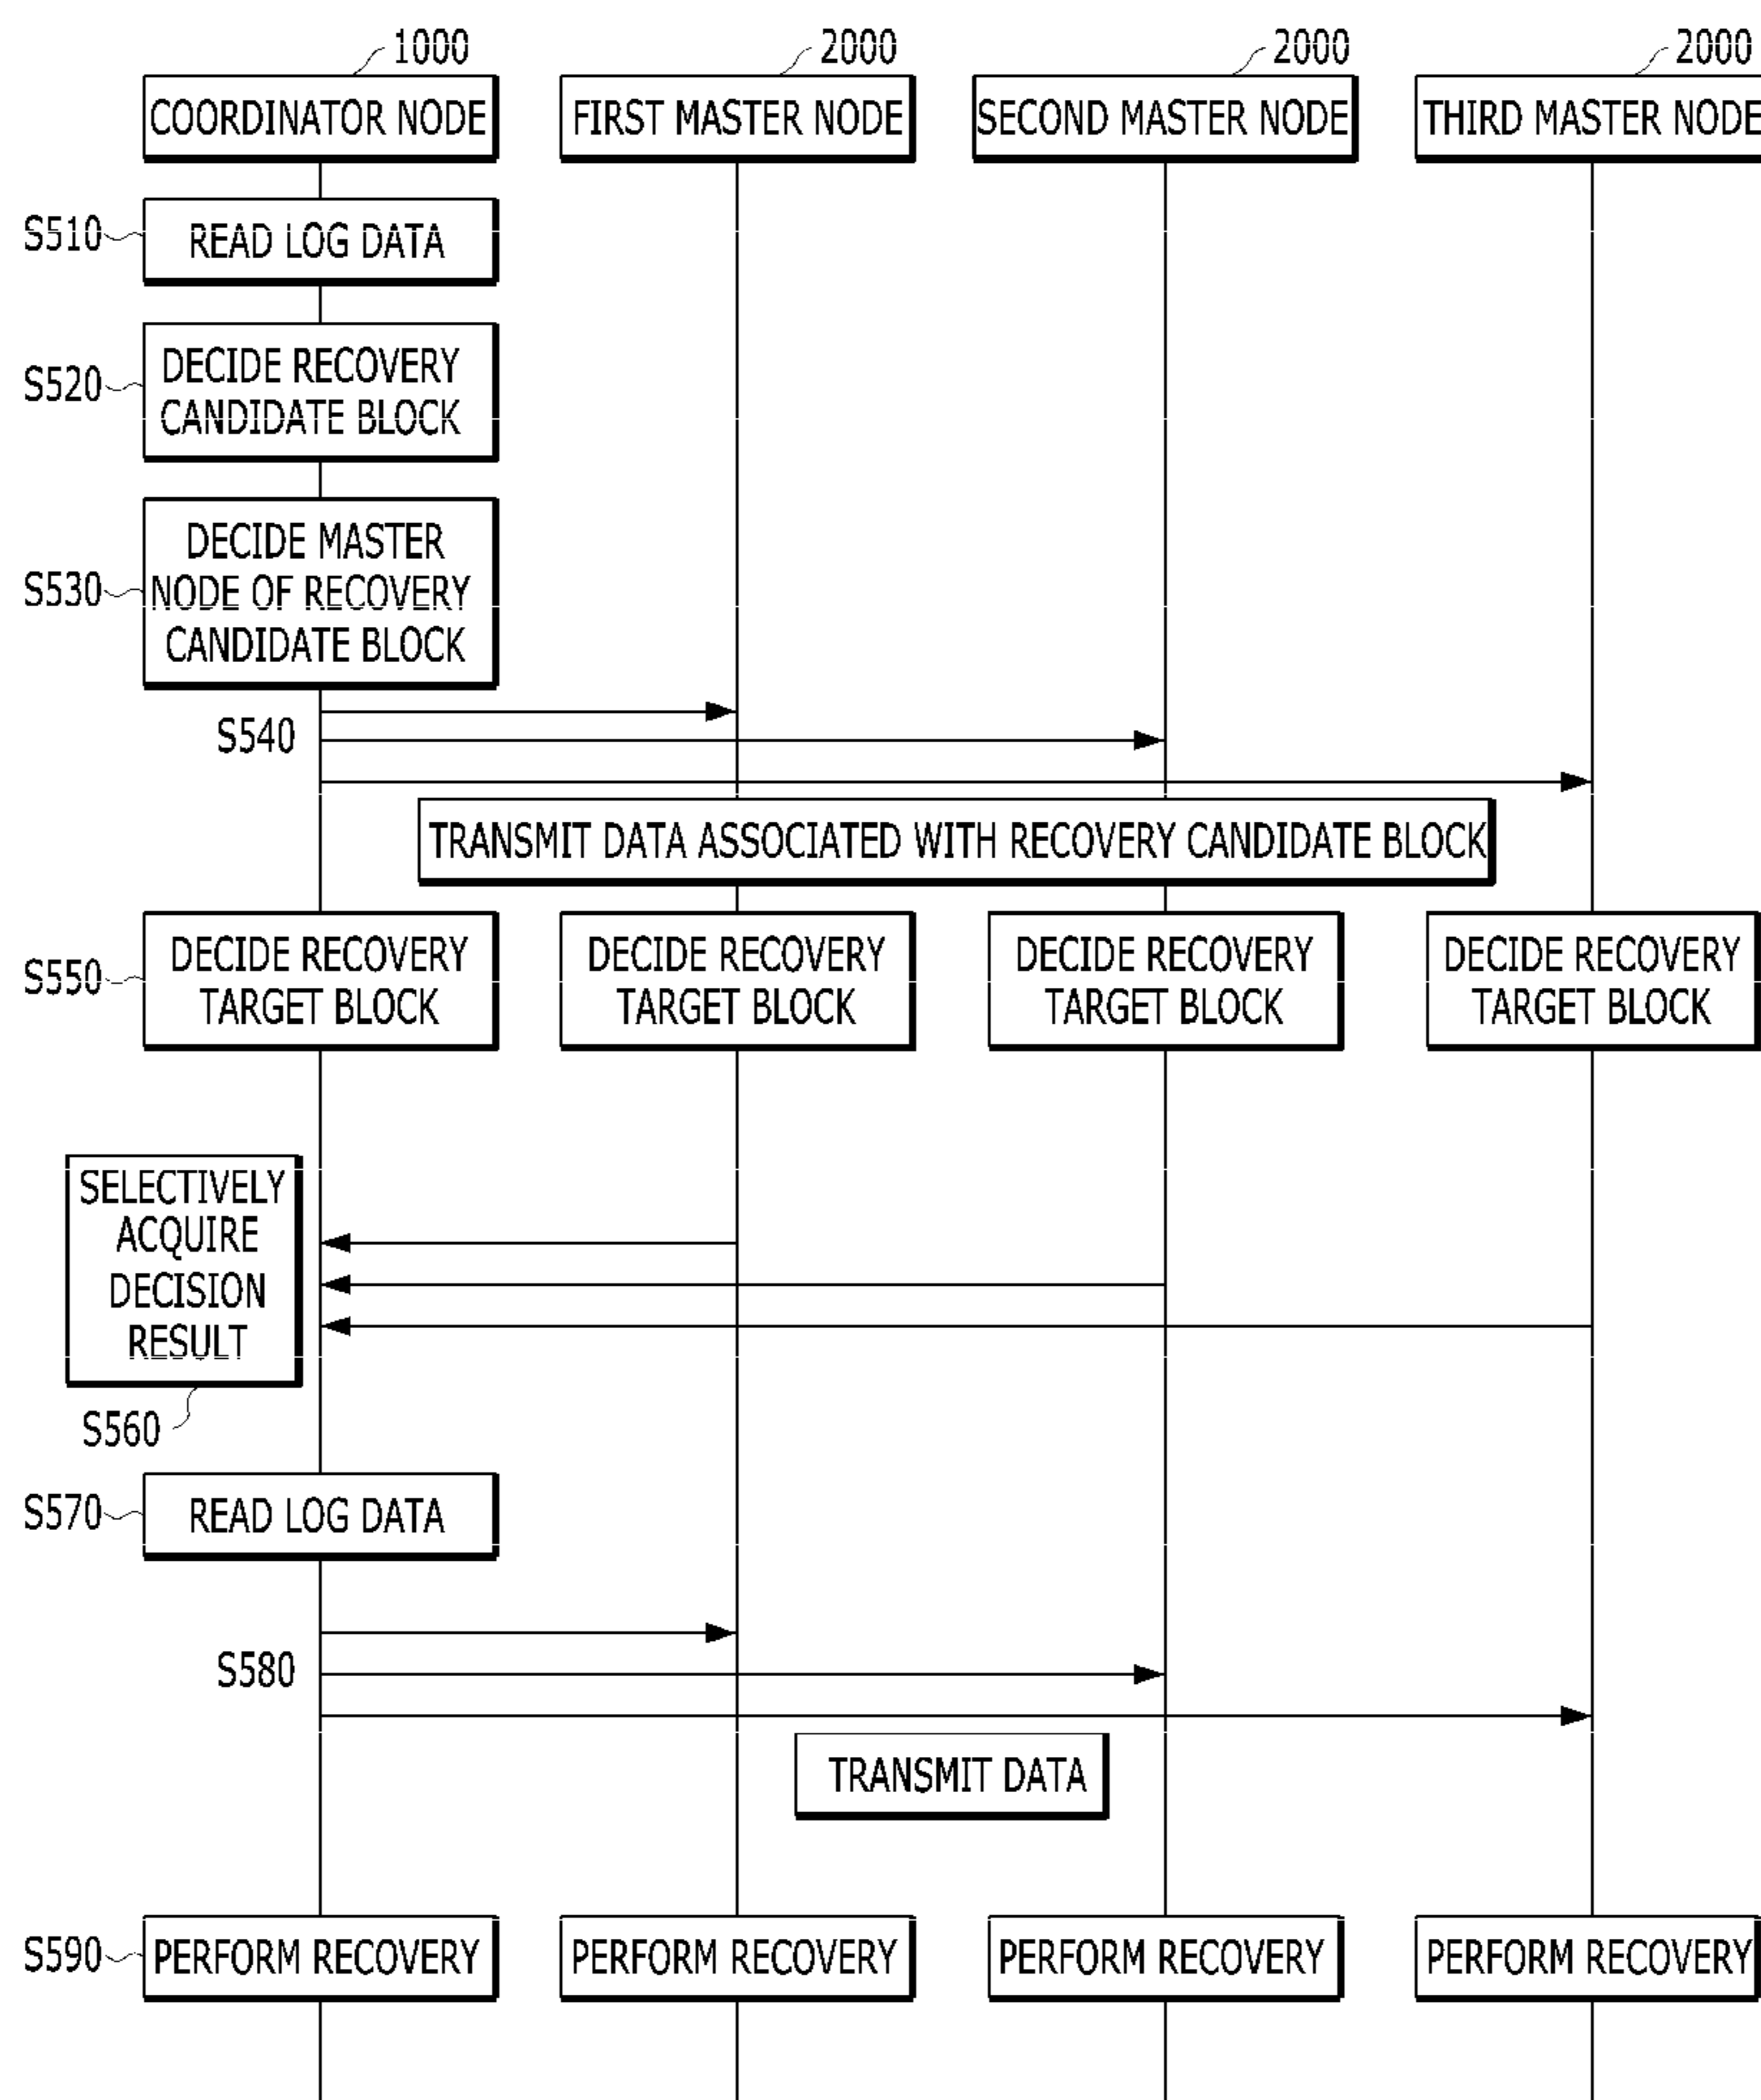 1000
2000
2000
2000
COORDINATOR NODE
FIRST MASTER NODE
SECOND MASTER NODE
THIRD MASTER NODE
S510
READ LOG DATA
S520
DECIDE RECOVERY
CANDIDATE BLOCK
S530
DECIDE MASTER
NODE OF RECOVERY
CANDIDATE BLOCK
S540
TRANSMIT DATA ASSOCIATED WITH RECOVERY CANDIDATE BLOCK
S550
DECIDE RECOVERY
TARGET BLOCK
DECIDE RECOVERY
TARGET BLOCK
DECIDE RECOVERY
TARGET BLOCK
DECIDE RECOVERY
TARGET BLOCK
SELECTIVELY
ACQUIRE
DECISION
RESULT
S560
S570
READ LOG DATA
S580
TRANSMIT DATA
S590
PERFORM RECOVERY
PERFORM RECOVERY
PERFORM RECOVERY
PERFORM RECOVERY